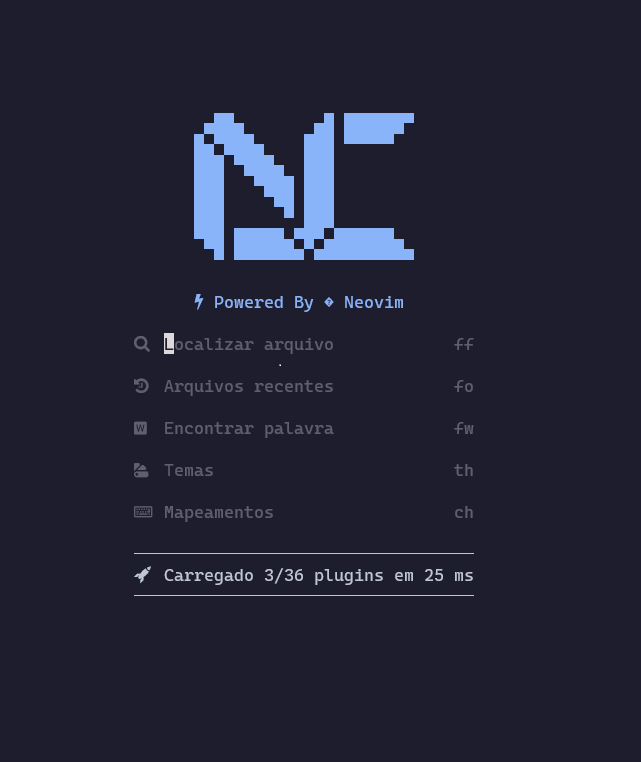 Powered By � Neovim
Localizar arquivo ff
Arquivos recentes fo
Encontrar palavra fw
Temas th
Mapeamentos ch
Carregado 3/36 plugins em 25 ms